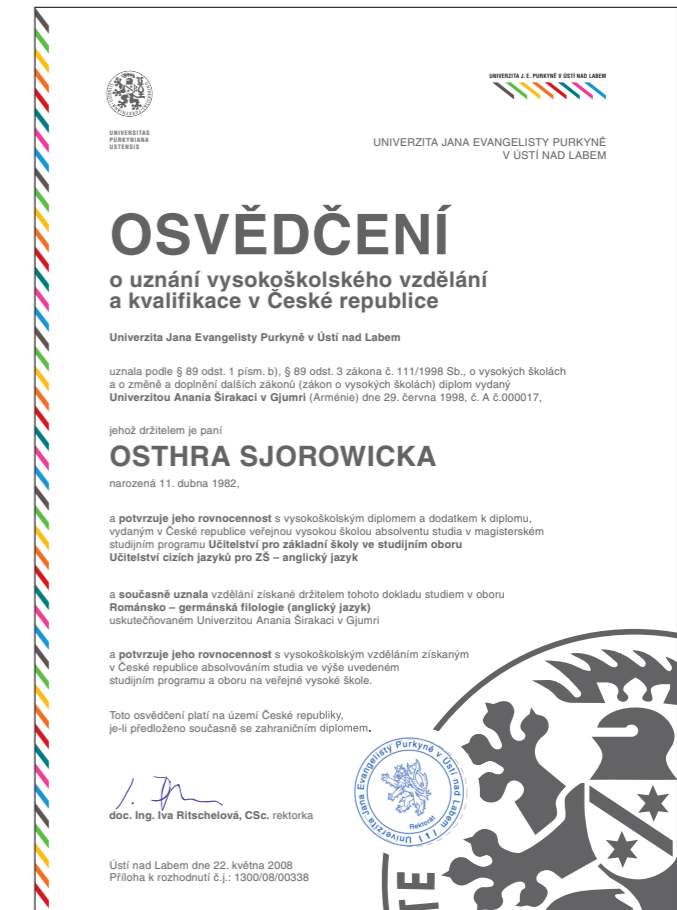 UNIVERZITA J. E. PURKYNĚ V ÚSTÍ NAD LABEM
UNIVERSITAS
PURKYNIANA
USTENSIS
UNIVERZITA JANA EVANGELISTY PURKYNĚ
V ÚSTÍ NAD LABEM
OSVĚDČENÍ
o uznání vysokoškolského vzdělání
a kvalifikace v České republice
Univerzita Jana Evangelisty Purkyně v Ústí nad Labem
uznala podle § 89 odst. 1 písm. b), § 89 odst. 3 zákona č. 111/1998 Sb., o vysokých školách
a o změně a doplnění dalších zákonů (zákon o vysokých školách) diplom vydaný
Univerzitou Anania Širakaci v Gjumri (Arménie) dne 29. června 1998, č. A č.000017,
jehož držitelem je paní
OSTHRA SJOROWICKA
narozená 11. dubna 1982,
a potvrzuje jeho rovnocennost s vysokoškolským diplomem a dodatkem k diplomu,
vydaným v České republice veřejnou vysokou školou absolventu studia v magisterském
studijním programu Učitelství pro základní školy ve studijním oboru
Učitelství cizích jazyků pro ZŠ – anglický jazyk
a současně uznala vzdělání získané držitelem tohoto dokladu studiem v oboru
Románsko – germánská filologie (anglický jazyk)
uskutečňovaném Univerzitou Anania Širakaci v Gjumri
a potvrzuje jeho rovnocennost s vysokoškolským vzděláním získaným
v České republice absolvováním studia ve výše uvedeném
studijním programu a oboru na veřejné vysoké škole.
Toto osvědčení platí na území České republiky,
je-li předloženo současně se zahraničním diplomem.
Univerzita Jana Evangelisty Purkyně v Ústí nad Labem
Rektorát
doc. Ing. Iva Ritschelová, CSc. rektorka
Ústí nad Labem dne 22. května 2008
Příloha k rozhodnutí č.j.: 1300/08/00338